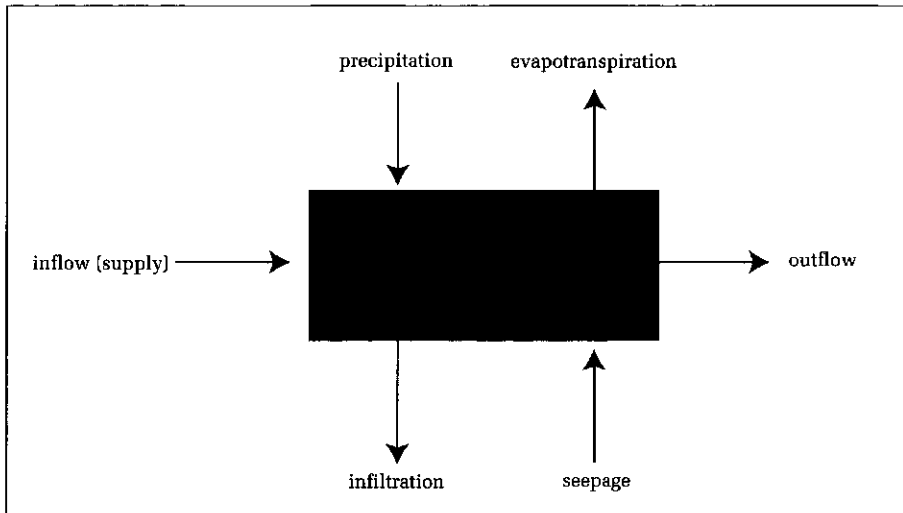 precipitation evapotranspiration
inflow (supply) outflow
infiltration seepage